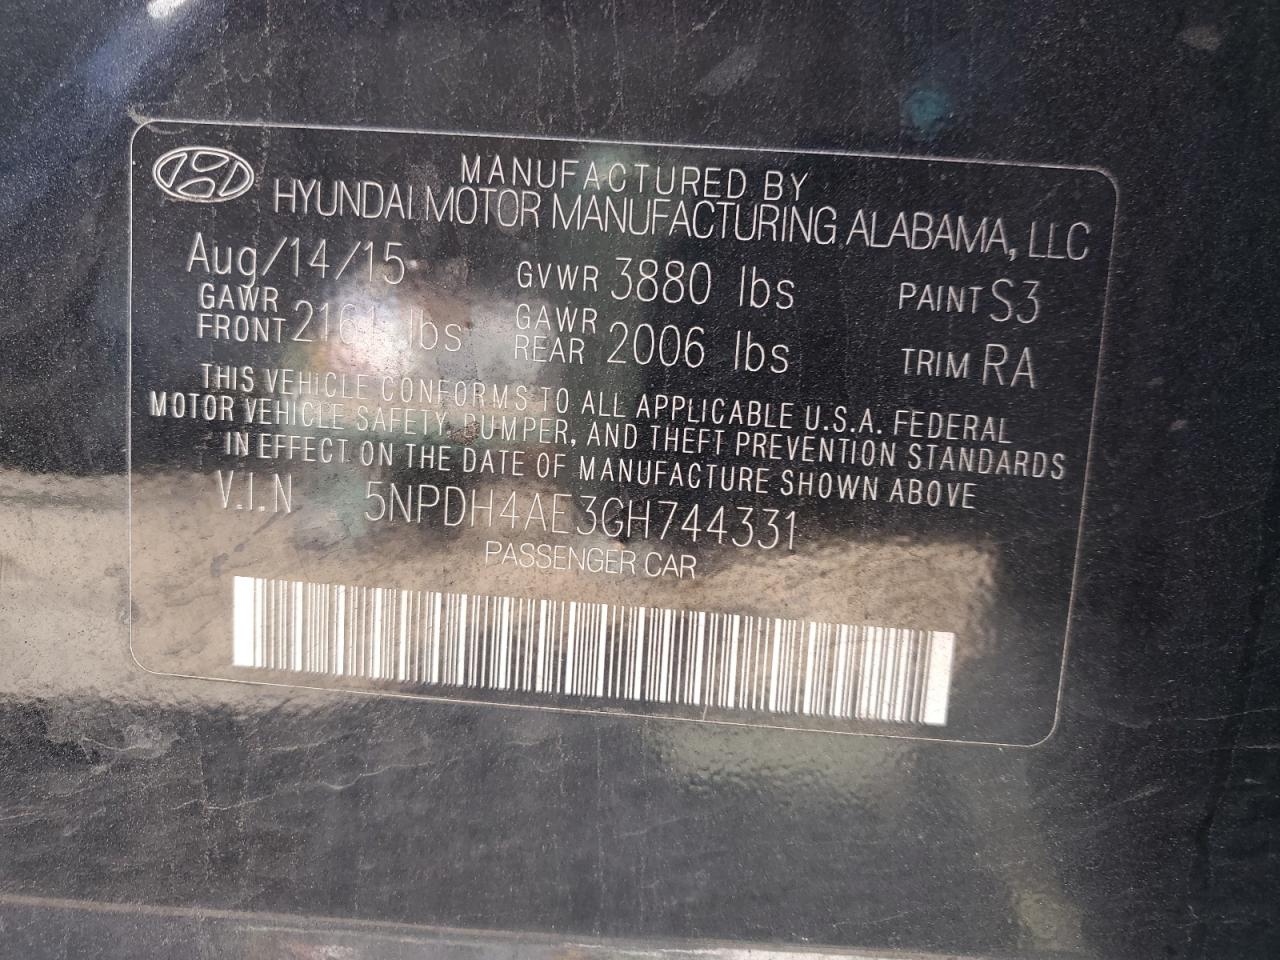 MANUFACTURED BY
HYUNDAI MOTOR MANUFACTURING ALABAMA, LLC
Aug/14/15 GVWR 3880 lbs PAINT S3
GAWR FRONT 2161 lbs GAWR REAR 2006 lbs TRIM RA
THIS VEHICLE CONFORMS TO ALL APPLICABLE U.S.A. FEDERAL
MOTOR VEHICLE SAFETY, BUMPER, AND THEFT PREVENTION STANDARDS
IN EFFECT ON THE DATE OF MANUFACTURE SHOWN ABOVE
V.I.N 5NPDH4AE3GH744331
PASSENGER CAR